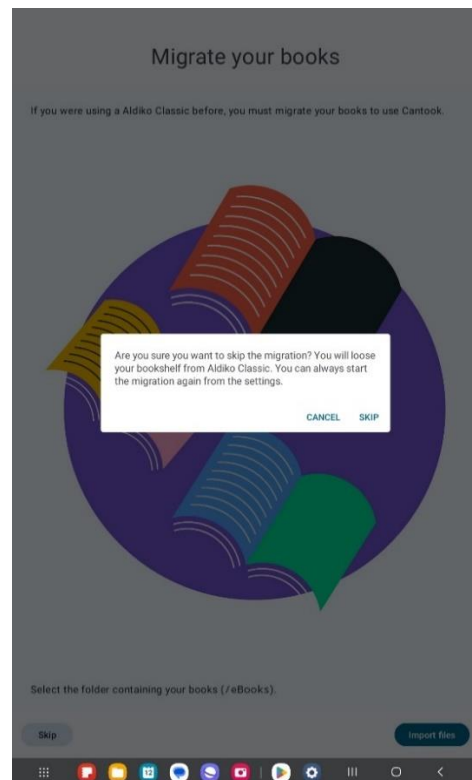 Migrate your books
If you were using a Aldiko Classic before, you must migrate your books to use Cantook.
Are you sure you want to skip the migration? You will loose
your bookshelf from Aldiko Classic. You can always start
the migration again from the settings.
CANCEL SKIP
Select the folder containing your books (/eBooks).
Skip Import files
12